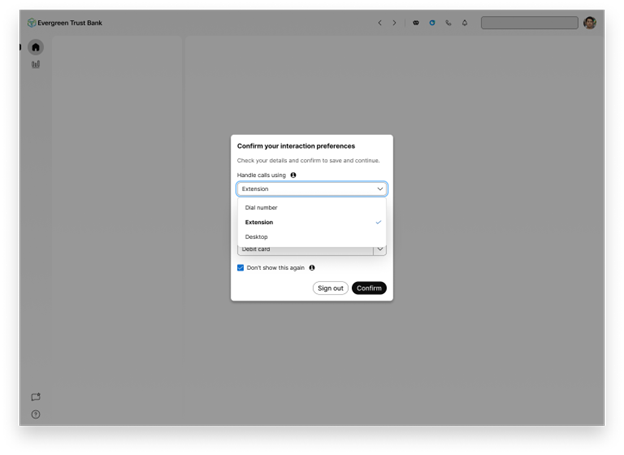 Evergreen Trust Bank
Confirm your interaction preferences
Check your details and confirm to save and continue.
Handle calls using
Extension
Dial number
Extension
Desktop
Debit card
Don't show this again
Sign out
Confirm